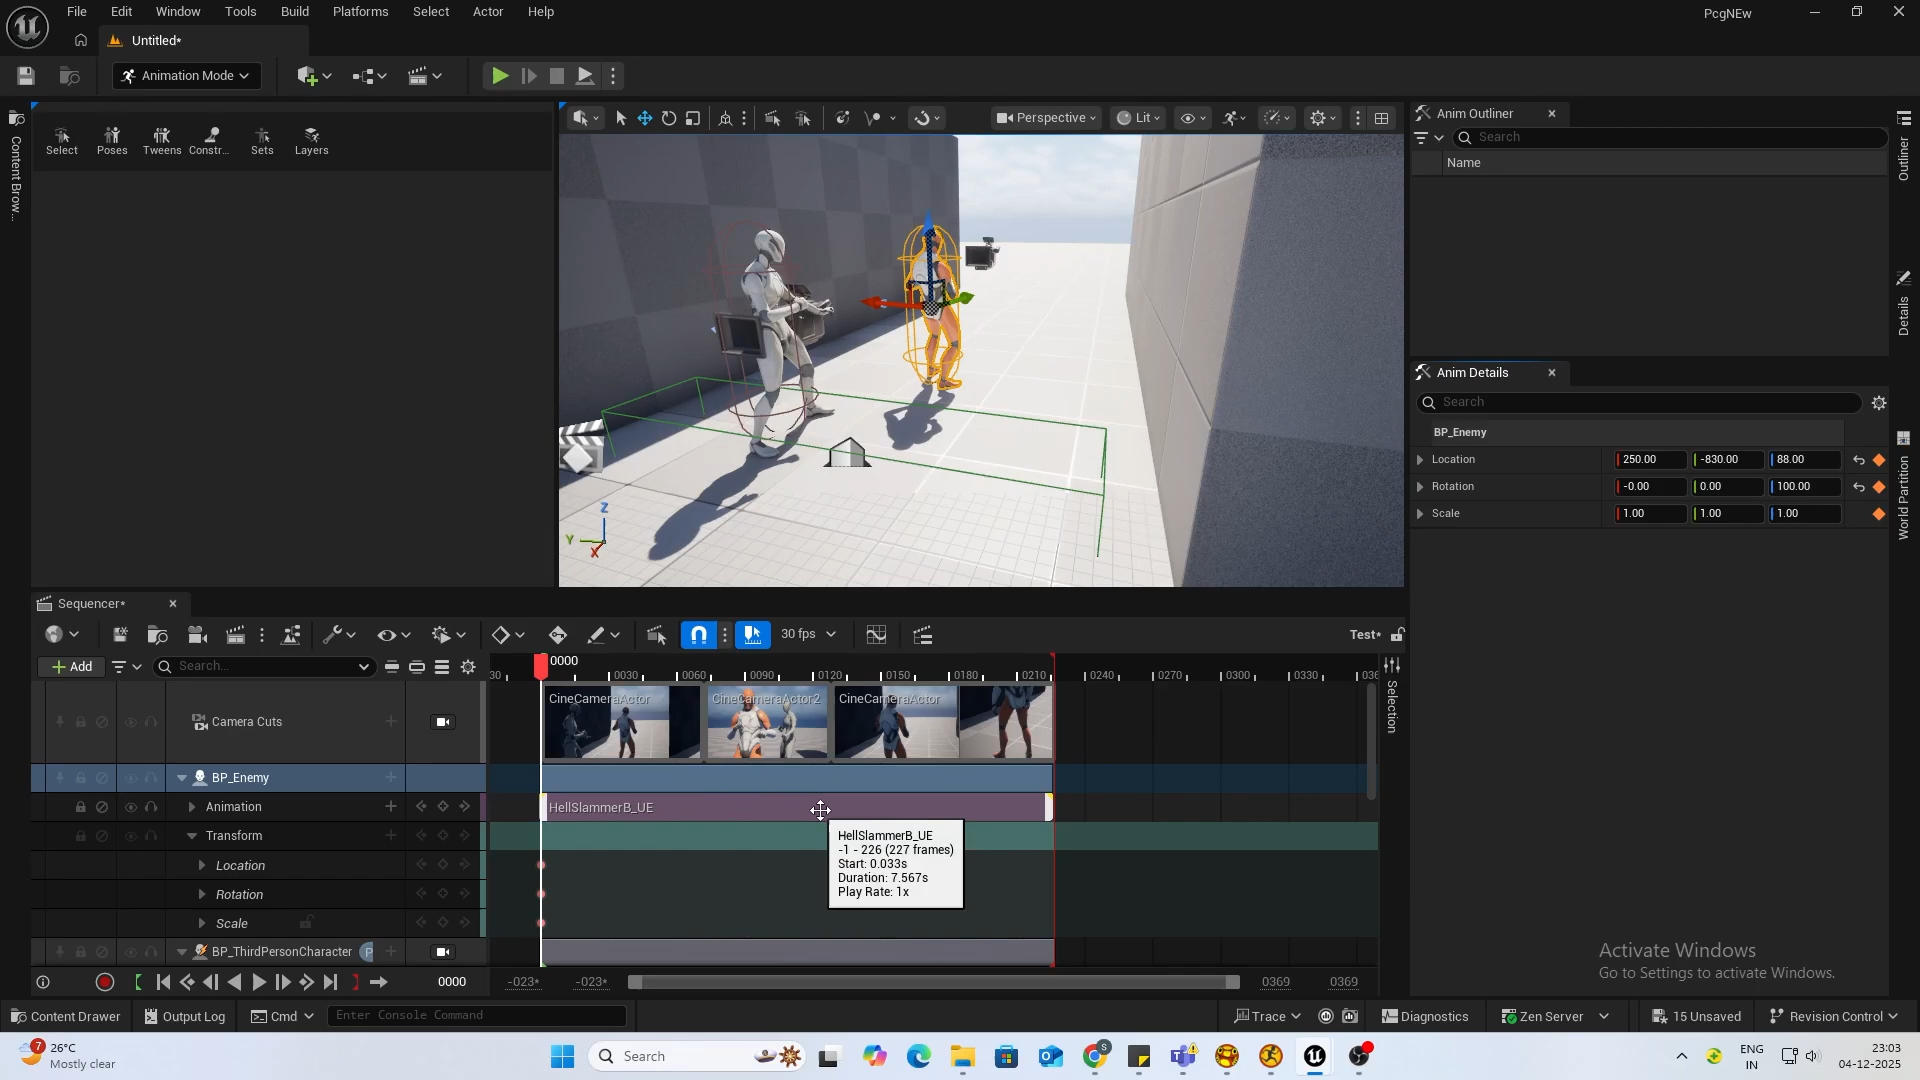 File Edit Window Tools Build Platforms Select Actor Help
PcgNEw
Untitled*
Animation Mode
Select Poses Tweens Constr... Sets Layers
Content Brow...
Perspective Lit
Z
Y
X
Anim Outliner
Search
Name
Outliner
Details
World Partition
Anim Details
Search
BP_Enemy
Location 250.00 -830.00 88.00
Rotation -0.00 0.00 100.00
Scale 1.00 1.00 1.00
Sequencer*
30 fps
Test*
Add
Search...
0000
30 0030 0060 0090 0120 0150 0180 0210 0240 0270 0300 0330 036
Selection
Camera Cuts
CineCameraActor CineCameraActor2 CineCameraActor
BP_Enemy
Animation
HellSlammerB_UE
Transform
Location
Rotation
Scale
BP_ThirdPersonCharacter P
HellSlammerB_UE
-1 - 226 (227 frames)
Start: 0.033s
Duration: 7.567s
Play Rate: 1x
0000
-023* -023* 0369 0369
Activate Windows
Go to Settings to activate Windows.
Content Drawer Output Log Cmd Enter Console Command
Trace Diagnostics Zen Server 15 Unsaved Revision Control
7
26°C
Mostly clear
Search
S
ENG
IN
23:03
04-12-2025